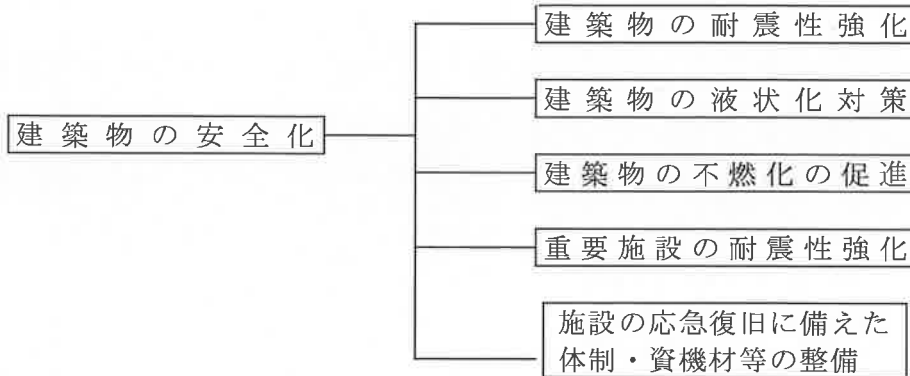 建築物の安全化
建築物の耐震性強化
建築物の液状化対策
建築物の不燃化の促進
重要施設の耐震性強化
施設の応急復旧に備えた
体制・資機材等の整備